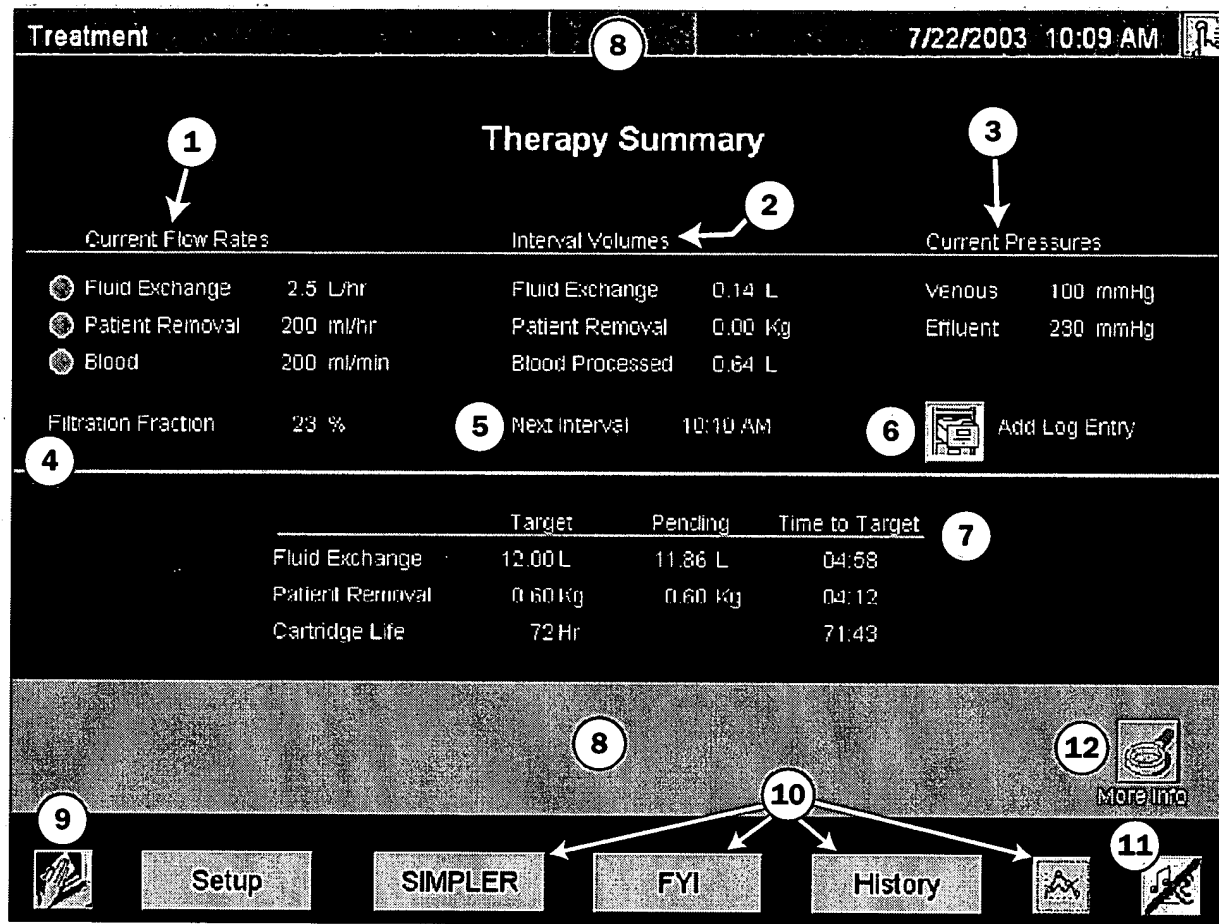 Treatment 8 7/22/2003 10:09 AM
Therapy Summary
1 3
2
Current Flow Rates Interval Volumes Current Pressures
Fluid Exchange 2.5 L/hr Fluid Exchange 0.14 L Venous 100 mmHg
Patient Removal 200 ml/hr Patient Removal 0.00 Kg Effluent 230 mmHg
Blood 200 ml/min Blood Processed 0.64 L
Filtration Fraction 23 % 5 Next Interval 10:10 AM 6 Add Log Entry
4
Target Pending Time to Target 7
Fluid Exchange 12.00 L 11.86 L 04:58
Patient Removal 0.60 Kg 0.60 Kg 04:12
Cartridge Life 72 Hr 71:43
8 12
More Info
9 10 11
Setup SIMPLER FYI History